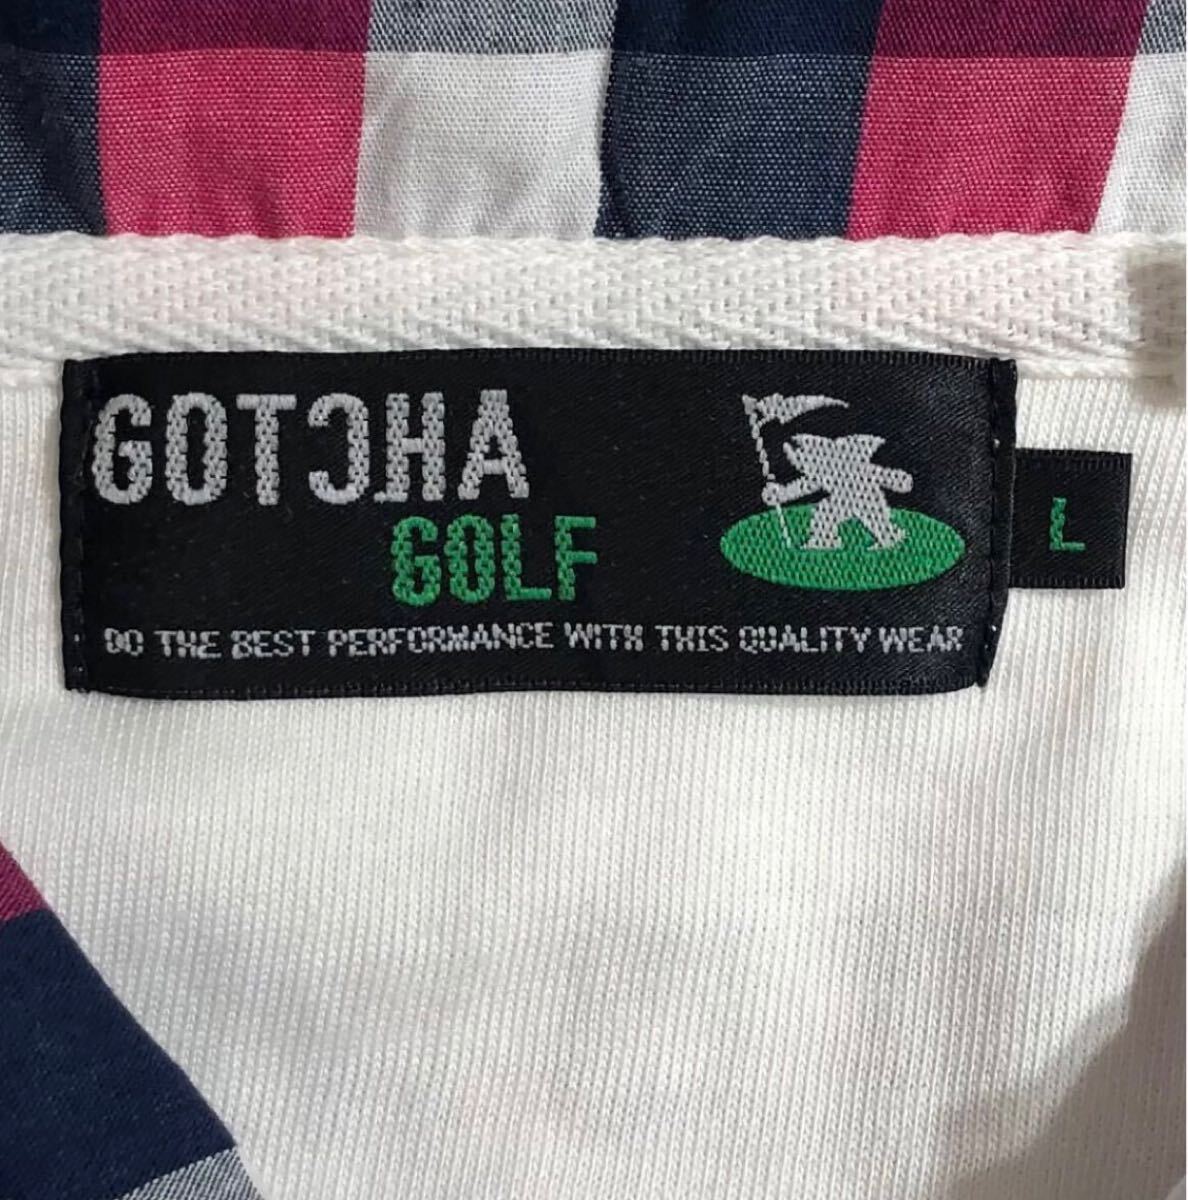 GOTCHA
GOLF
DO THE BEST PERFORMANCE WITH THIS QUALITY WEAR
L